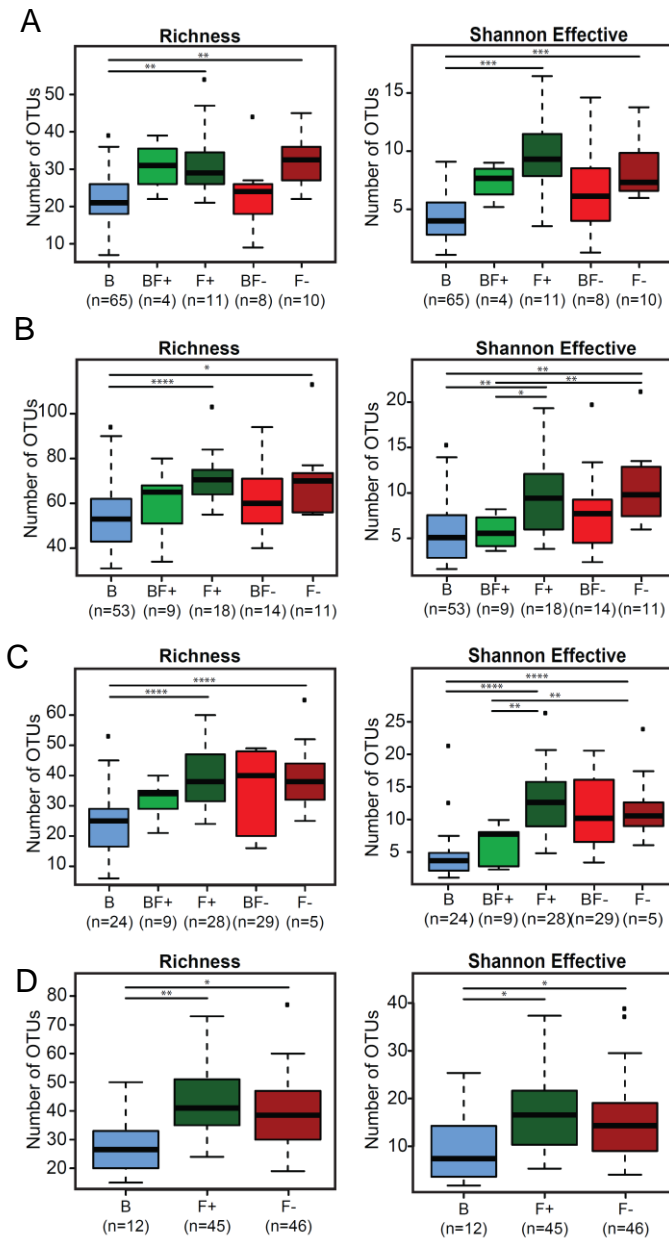 A
Richness
Shannon Effective
Number of OTUs
50
40
30
20
10
**
**
B
BF+
F+
BF-
F-
(n=65)
(n=4)
(n=11)
(n=8)
(n=10)
Number of OTUs
15
10
5
***
***
B
BF+
F+
BF-
F-
(n=65)
(n=4)
(n=11)
(n=8)
(n=10)
B
Richness
Shannon Effective
Number of OTUs
100
80
60
40
*
****
B
BF+
F+
BF-
F-
(n=53)
(n=9)
(n=18)
(n=14)
(n=11)
Number of OTUs
20
15
10
5
**
**
**
*
B
BF+
F+
BF-
F-
(n=53)
(n=9)
(n=18)
(n=14)
(n=11)
C
Richness
Shannon Effective
Number of OTUs
60
50
40
30
20
10
****
****
B
BF+
F+
BF-
F-
(n=24)
(n=9)
(n=28)
(n=29)
(n=5)
Number of OTUs
25
20
15
10
5
****
****
**
**
B
BF+
F+
BF-
F-
(n=24)
(n=9)
(n=28)
(n=29)
(n=5)
D
Richness
Shannon Effective
Number of OTUs
80
70
60
50
40
30
20
*
**
B
F+
F-
(n=12)
(n=45)
(n=46)
Number of OTUs
40
30
20
10
*
*
B
F+
F-
(n=12)
(n=45)
(n=46)